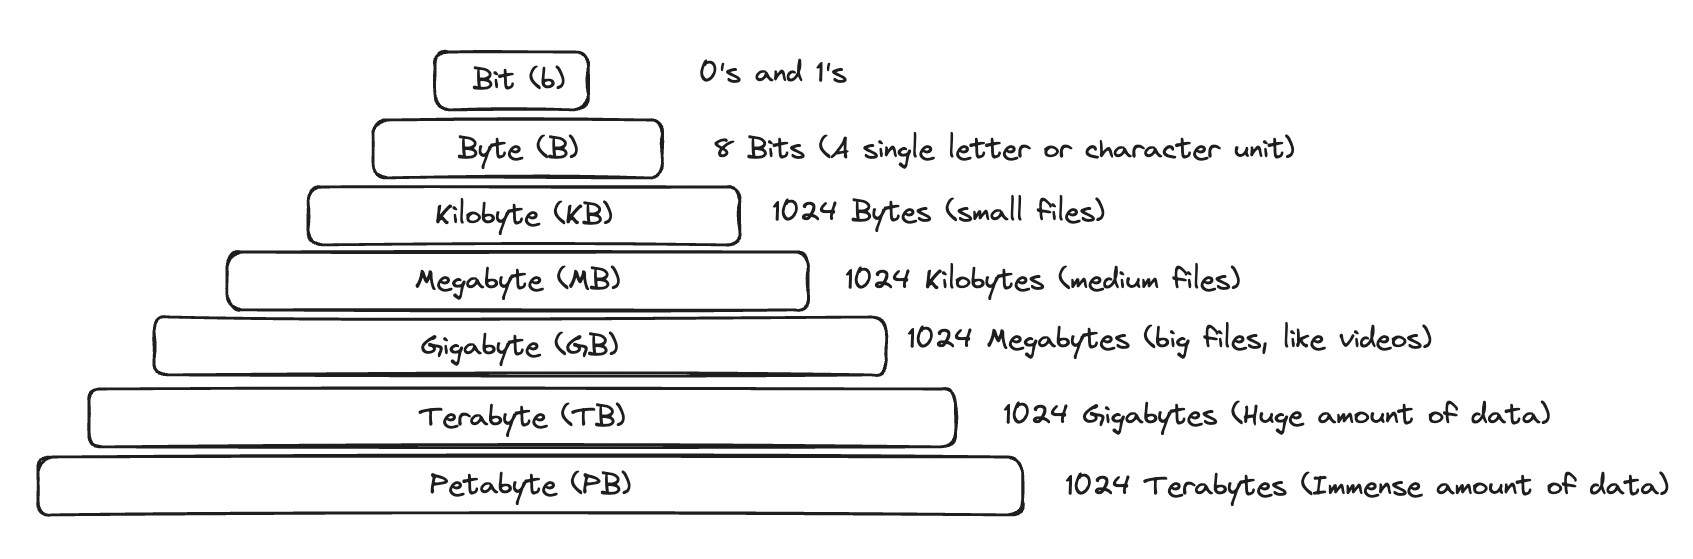 Bit (b) 0's and 1's
Byte (B) 8 Bits (A single letter or character unit)
Kilobyte (KB) 1024 Bytes (small files)
Megabyte (MB) 1024 Kilobytes (medium files)
Gigabyte (GB) 1024 Megabytes (big files, like videos)
Terabyte (TB) 1024 Gigabytes (Huge amount of data)
Petabyte (PB) 1024 Terabytes (Immense amount of data)